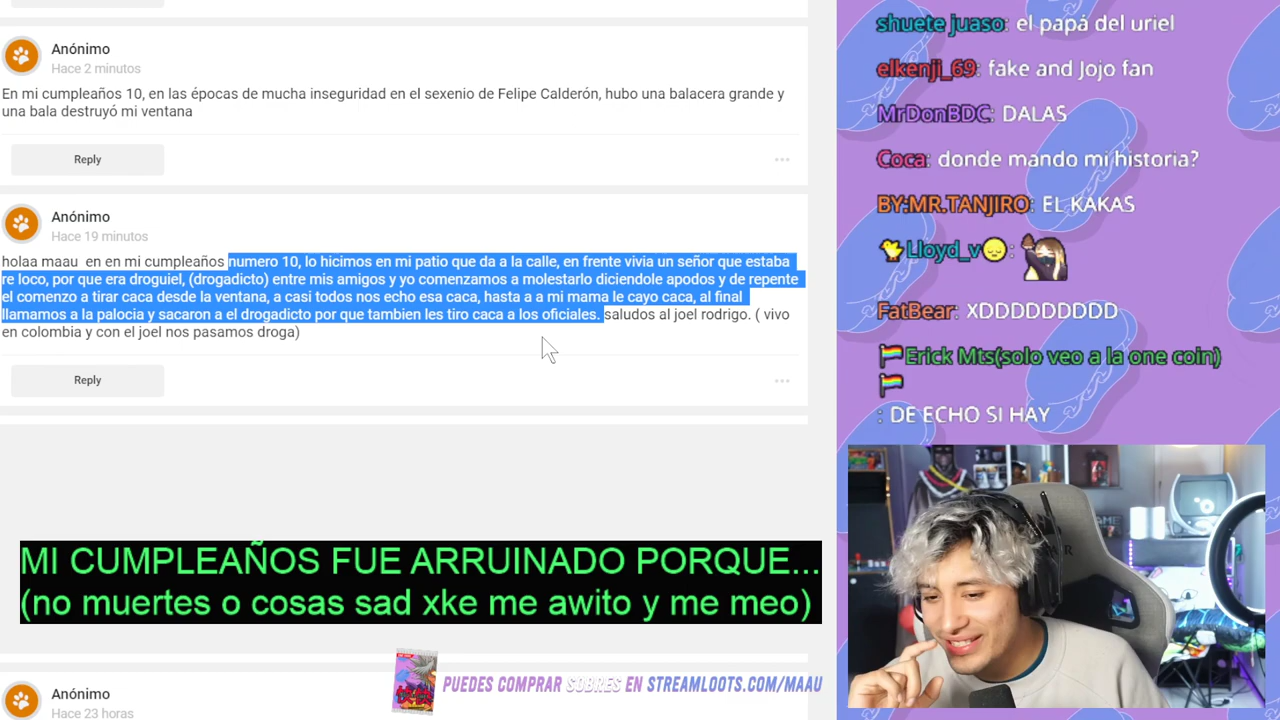 Anónimo
Hace 2 minutos
En mi cumpleaños 10, en las épocas de mucha inseguridad en el sexenio de Felipe Calderón, hubo una balacera grande y
una bala destruyó mi ventana
Reply
Anónimo
Hace 19 minutos
holaa maau en en mi cumpleaños numero 10, lo hicimos en mi patio que da a la calle, en frente vivia un señor que estaba
re loco, por que era droguiel, (drogadicto) entre mis amigos y yo comenzamos a molestarlo diciendole apodos y de repente
el comenzo a tirar caca desde la ventana, a casi todos nos echo esa caca, hasta a a mi mama le cayo caca, al final
llamamos a la palocia y sacaron a el drogadicto por que tambien les tiro caca a los oficiales. saludos al joel rodrigo. ( vivo
en colombia y con el joel nos pasamos droga)
Reply
MI CUMPLEAÑOS FUE ARRUINADO PORQUE...
(no muertes o cosas sad xke me awito y me meo)
PUEDES COMPRAR SOBRES EN STREAMLOOTS.COM/MAAU
Anónimo
Hace 23 horas
shuete juaso: el papá del uriel
elkenji_69: fake and Jojo fan
MrDonBDC: DALAS
Coca: donde mando mi historia?
BY:MR.TANJIRO: EL KAKAS
Lloyd_v:
FatBear: XDDDDDDDDD
Erick Mts(solo veo a la one coin)
: DE ECHO SI HAY